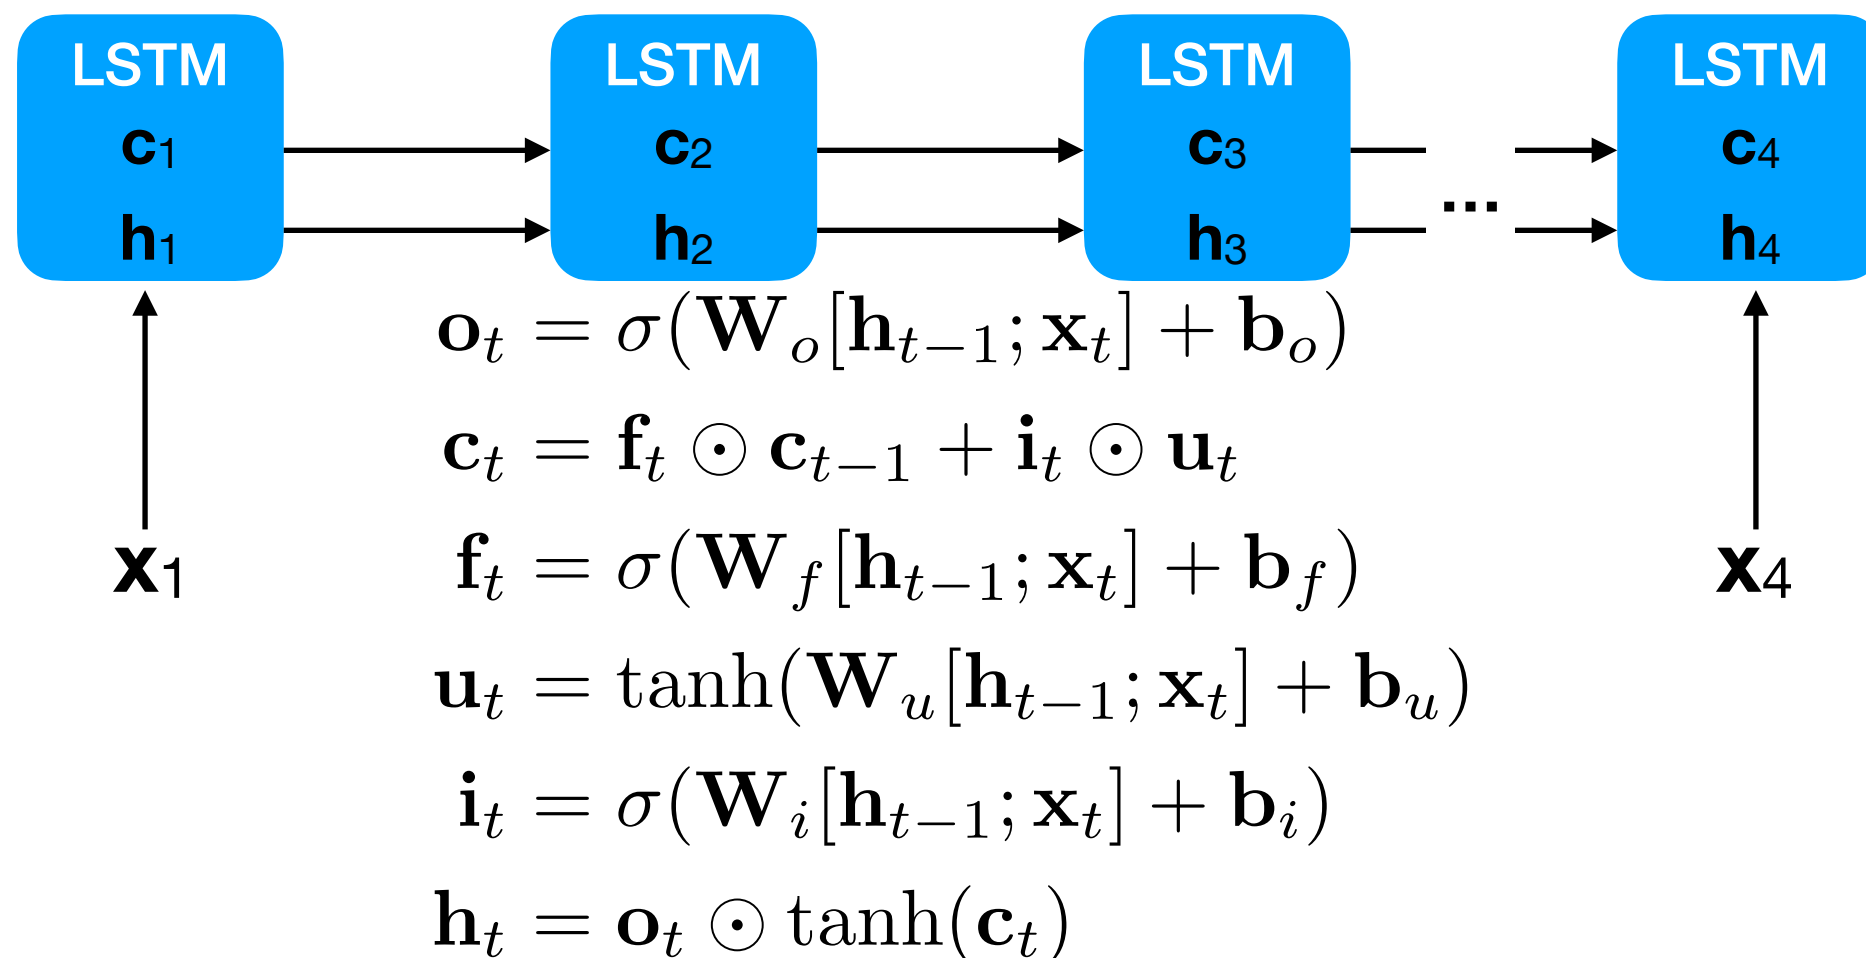 LSTM LSTM LSTM LSTM
c1 c2 c3 c4
...
h1 h2 h3 h4
o_t = σ(W_o[h_{t−1}; x_t] + b_o)
c_t = f_t ⊙ c_{t−1} + i_t ⊙ u_t
x1 f_t = σ(W_f[h_{t−1}; x_t] + b_f) x4
u_t = tanh(W_u[h_{t−1}; x_t] + b_u)
i_t = σ(W_i[h_{t−1}; x_t] + b_i)
h_t = o_t ⊙ tanh(c_t)